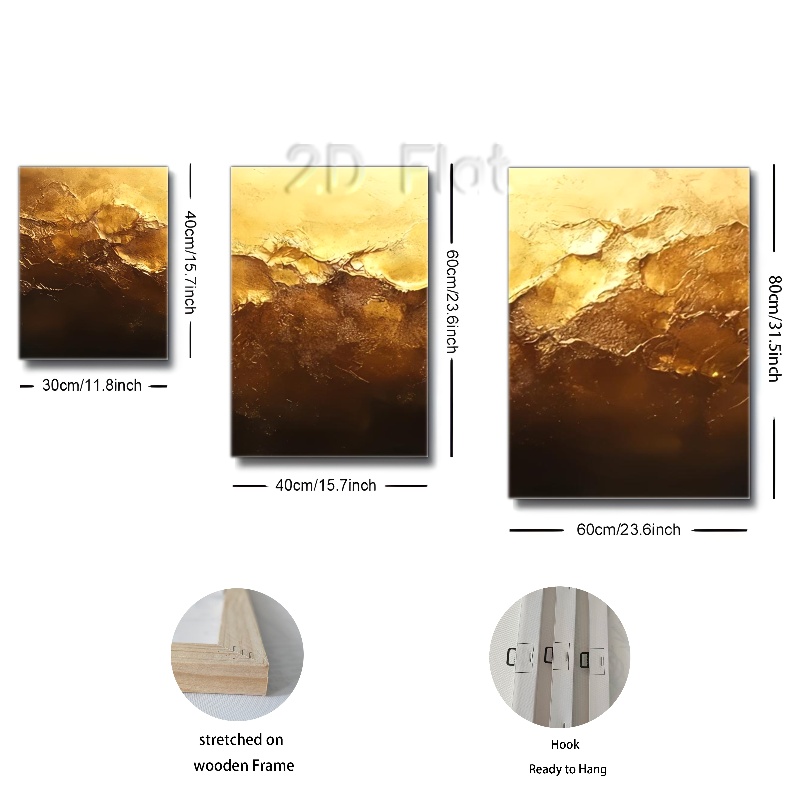 2D Flat
40cm/15.7inch
30cm/11.8inch
60cm/23.6inch
40cm/15.7inch
80cm/31.5inch
60cm/23.6inch
stretched on
wooden Frame
Hook
Ready to Hang